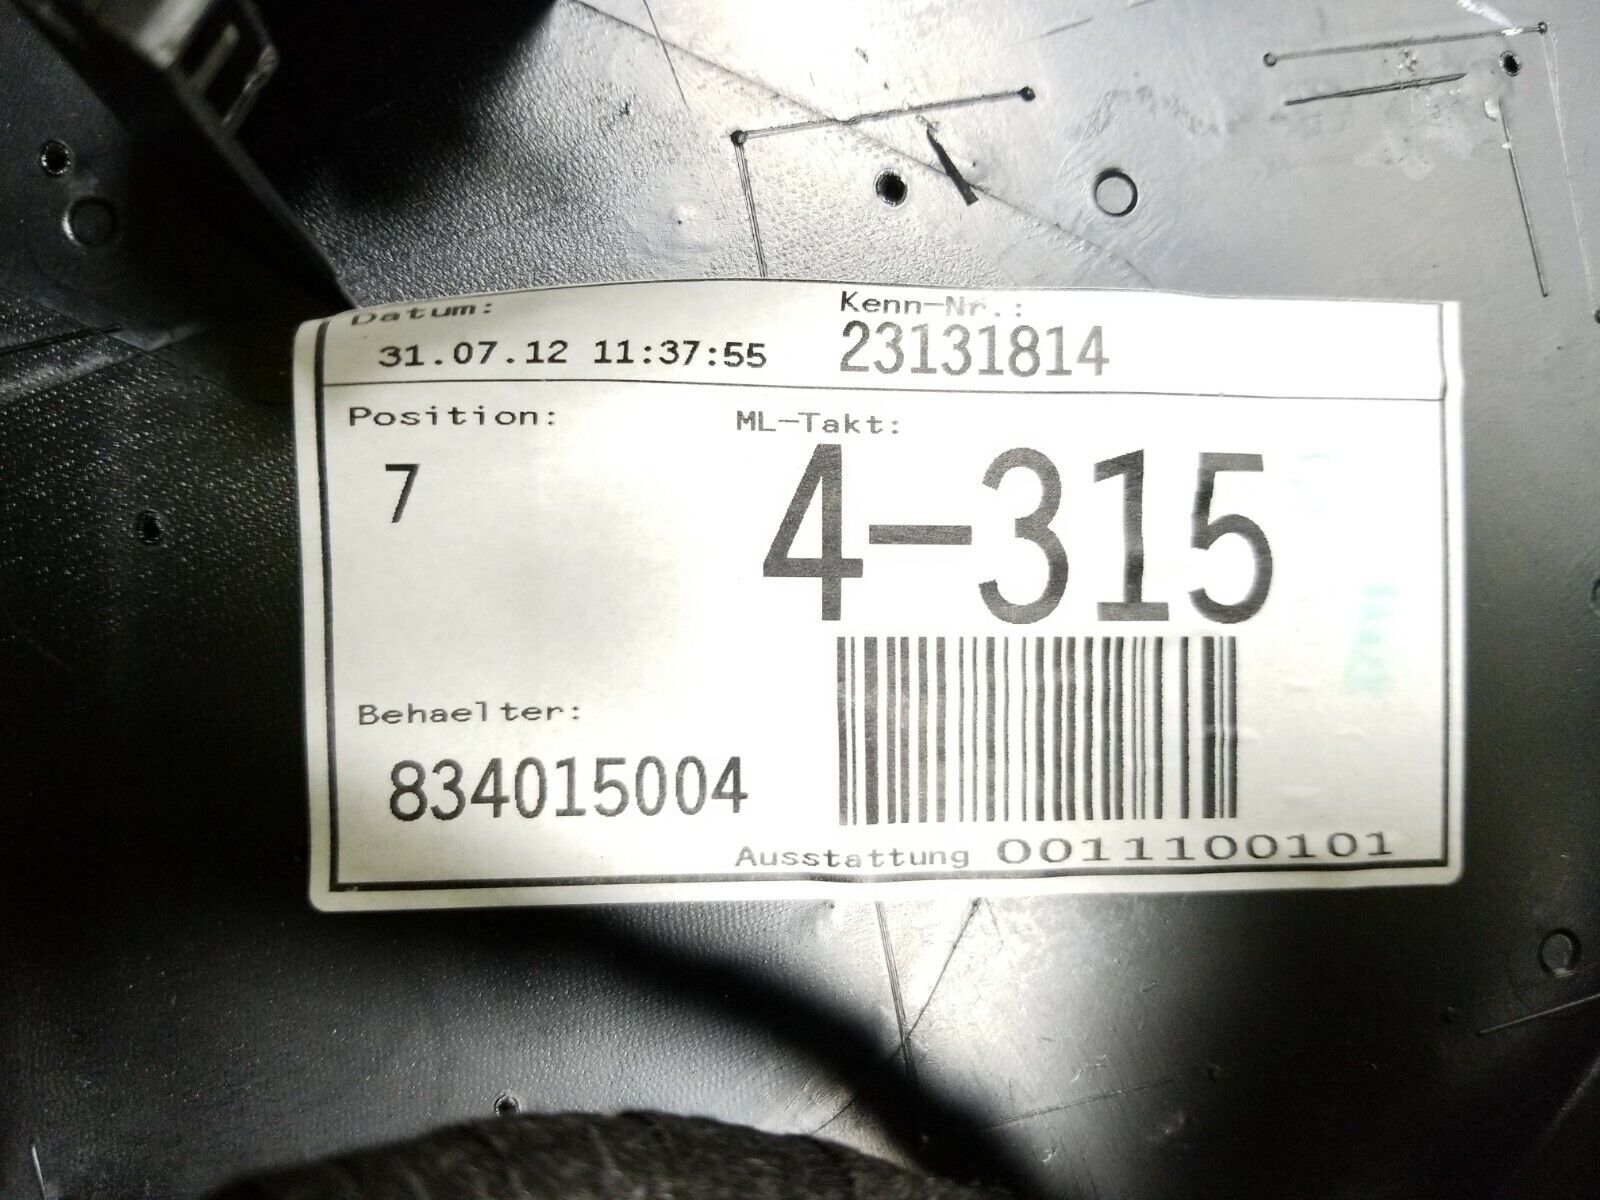 Datum:
Kenn-Nr.:
31.07.12 11:37:55
23131814
Position:
ML-Takt:
7
4-315
Behaelter:
834015004
Ausstattung 0011100101